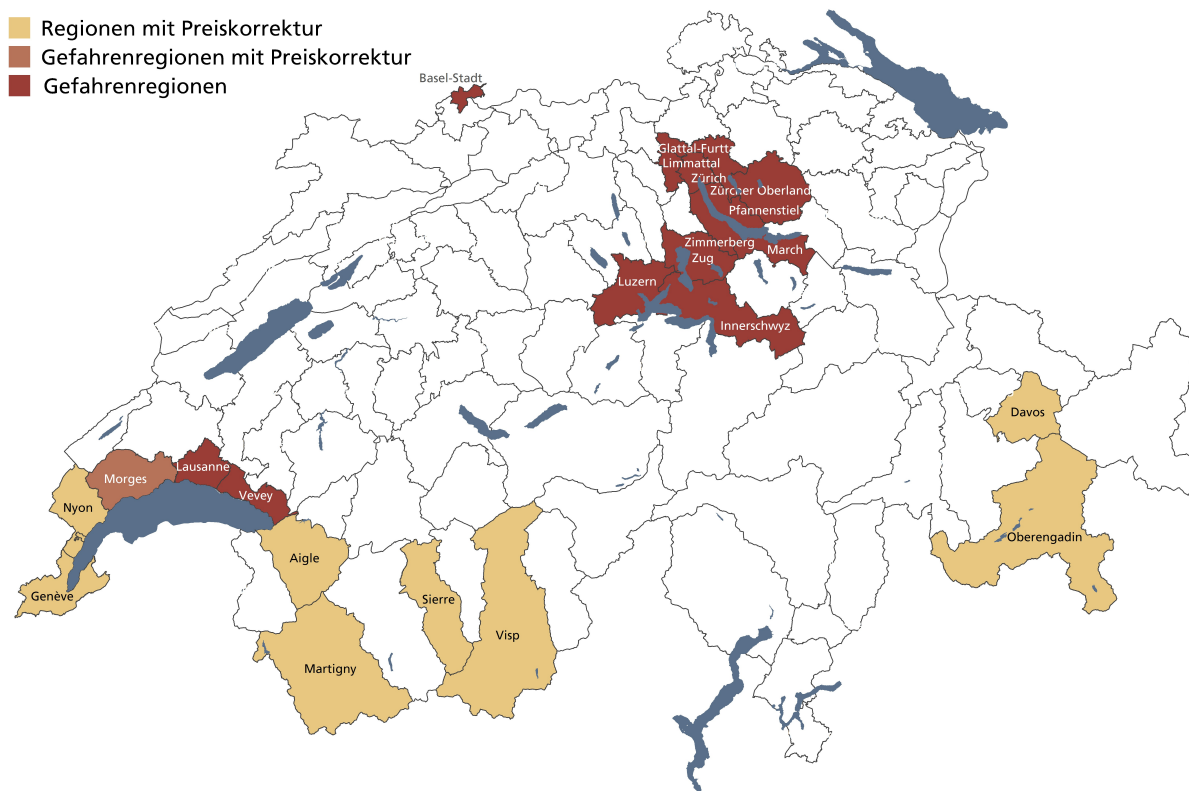 Regionen mit Preiskorrektur
Gefahrenregionen mit Preiskorrektur
Gefahrenregionen
Basel-Stadt
Glattal-Furtt
Limmattal
Zürich
Zürcher Oberland
Pfannenstiel
Zimmerberg
March
Zug
Luzern
Innerschwyz
Davos
Lausanne
Morges
Vevey
Nyon
Oberengadin
Aigle
Genève
Sierre
Visp
Martigny